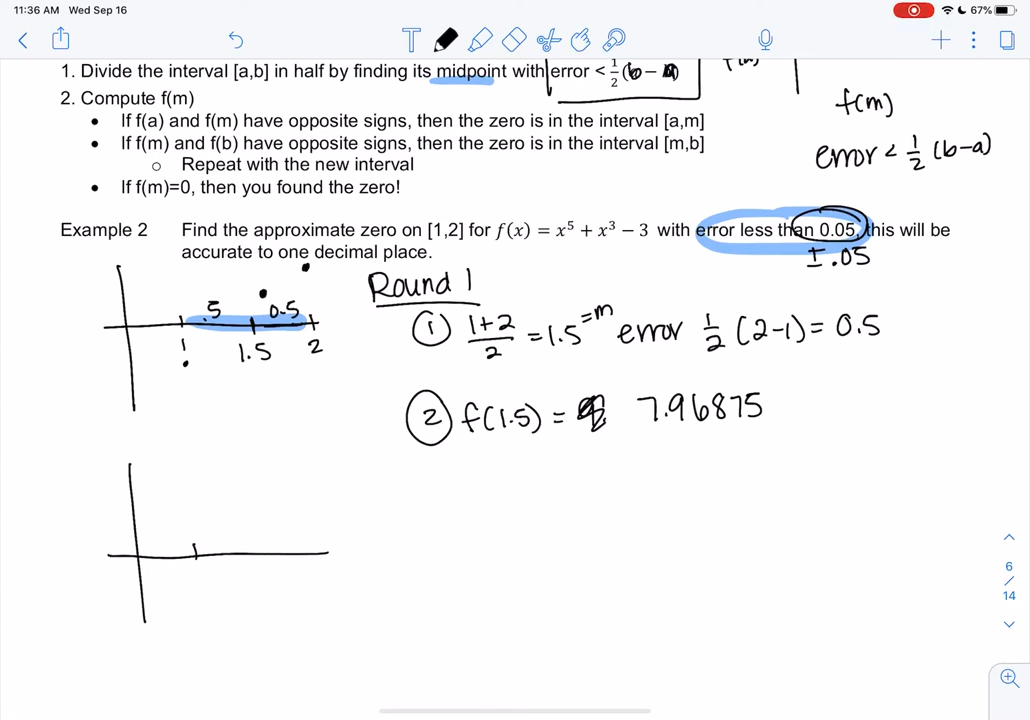 11:36 AM Wed Sep 16
67%
1. Divide the interval [a,b] in half by finding its midpoint with error < 1/2 (b − a)
f(m)
2. Compute f(m)
• If f(a) and f(m) have opposite signs, then the zero is in the interval [a,m]
• If f(m) and f(b) have opposite signs, then the zero is in the interval [m,b]
error < 1/2 (b−a)
○ Repeat with the new interval
• If f(m)=0, then you found the zero!
Example 2 Find the approximate zero on [1,2] for f(x) = x⁵ + x³ − 3 with error less than 0.05, this will be
accurate to one decimal place.
± .05
Round 1
.5 0.5
① 1+2/2 = 1.5 = m error 1/2 (2−1) = 0.5
1 1.5 2
② f(1.5) = 7.96875
6
/
14